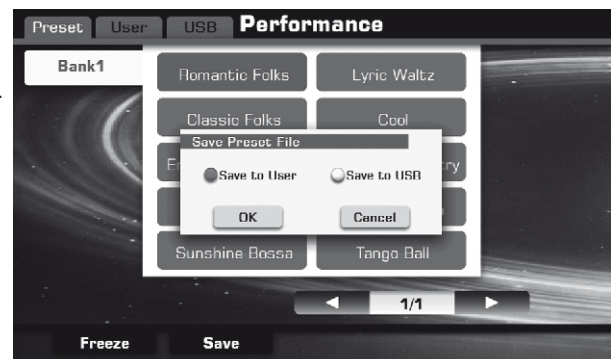 Preset User USB Performance
Bank1
Romantic Folks Lyric Waltz
Classic Folks Cool
Save Preset File
Save to User Save to USB
OK Cancel
Sunshine Bossa Tango Ball
1/1
Freeze Save